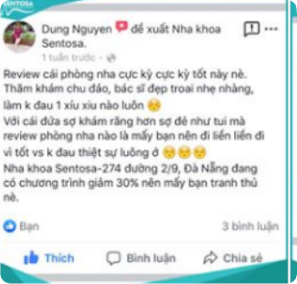 SENTOSA
Dung Nguyen đề xuất Nha khoa
Sentosa.
1 tuần trước
Review cái phòng nha cực kỳ cực kỳ tốt này nè.
Thăm khám chu đáo, bác sĩ đẹp troai nhẹ nhàng,
làm k đau 1 xíu xiu nào luôn
Với cái đứa sợ khám răng hơn sợ đẻ như tui mà
review phòng nha nào là mấy bạn nên đi liền liền đi
vì tốt vs k đau thiệt sự luông ở
Nha khoa Sentosa-274 đường 2/9, Đà Nẵng đang
có chương trình giảm 30% nên mấy bạn tranh thủ
nè.
Bạn
3 bình luận
Thích Bình luận Chia sẻ